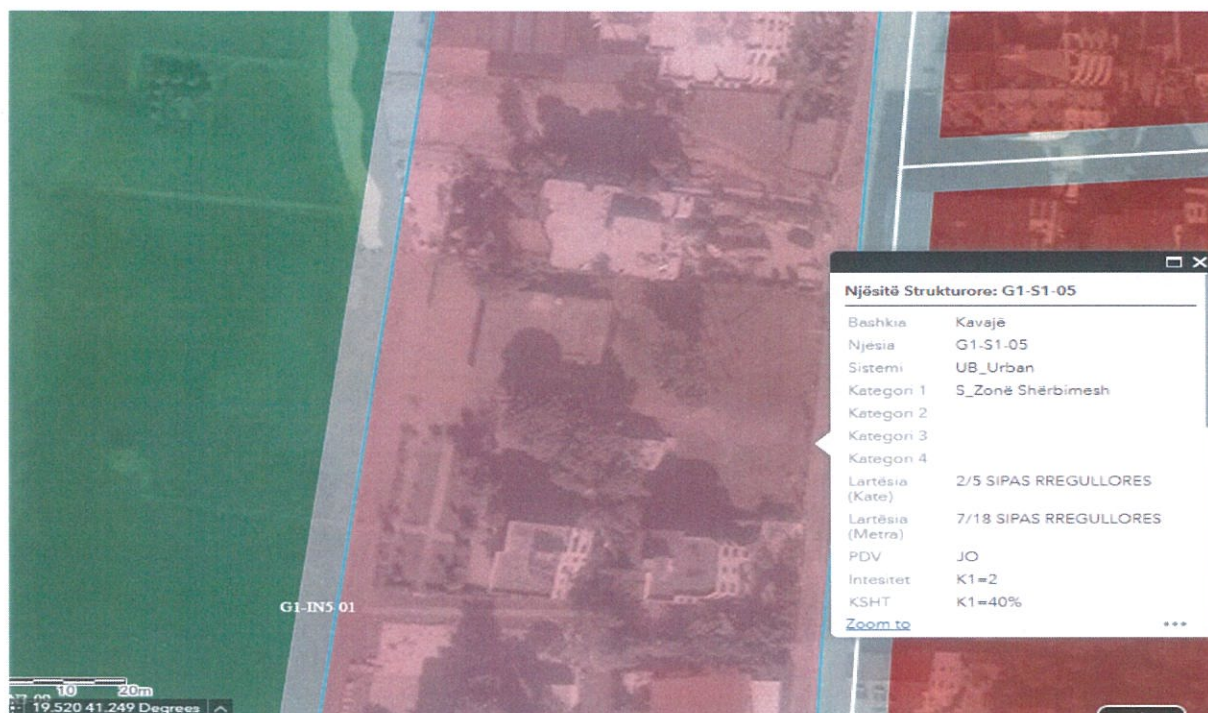 Njësitë Strukturore: G1-S1-05
Bashkia Kavajë
Njësia G1-S1-05
Sistemi UB_Urban
Kategori 1 S_Zonë Shërbimesh
Kategori 2
Kategori 3
Kategori 4
Lartësia (Kate) 2/5 SIPAS RREGULLORES
Lartësia (Metra) 7/18 SIPAS RREGULLORES
PDV JO
Intesitet K1=2
KSHT K1=40%
Zoom to
G1-IN5-01
10 20m
19.520 41.249 Degrees